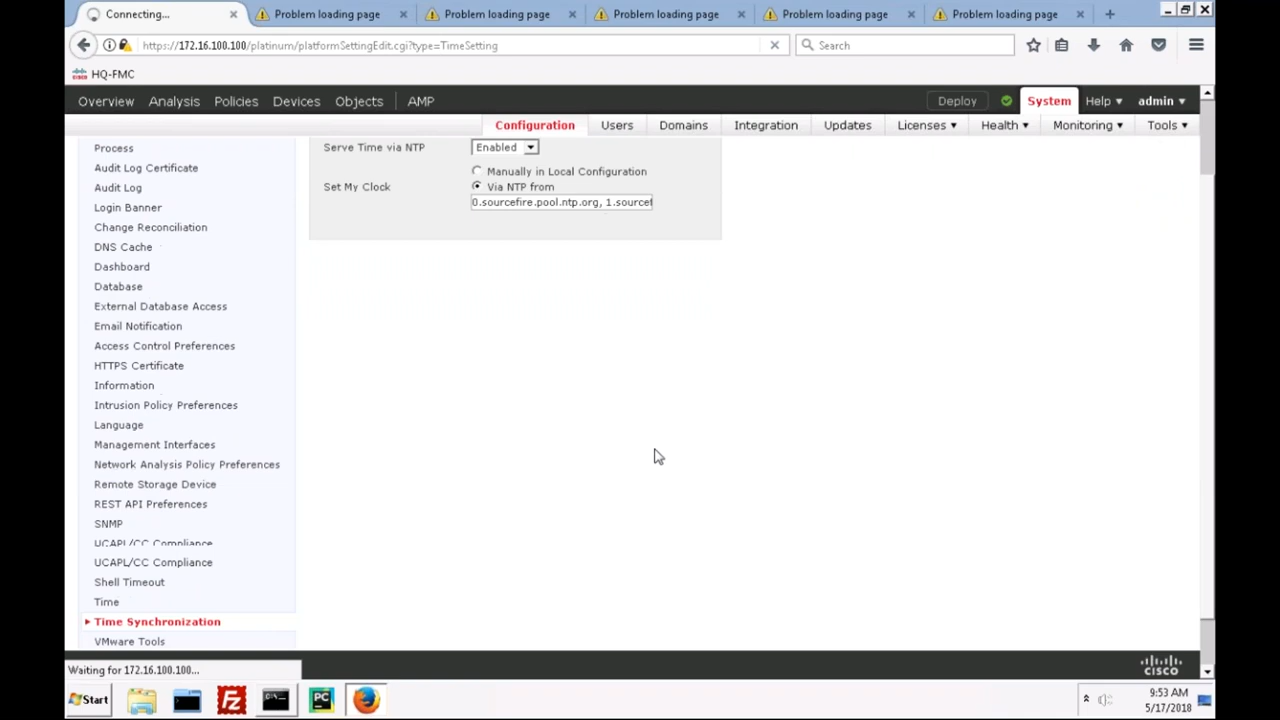 Connecting...
Problem loading page
Problem loading page
Problem loading page
Problem loading page
Problem loading page
https://172.16.100.100/platinum/platformSettingEdit.cgi?type=TimeSetting
Search
HQ-FMC
Overview Analysis Policies Devices Objects AMP
Deploy System Help admin
Configuration Users Domains Integration Updates Licenses Health Monitoring Tools
Process
Audit Log Certificate
Audit Log
Login Banner
Change Reconciliation
DNS Cache
Dashboard
Database
External Database Access
Email Notification
Access Control Preferences
HTTPS Certificate
Information
Intrusion Policy Preferences
Language
Management Interfaces
Network Analysis Policy Preferences
Remote Storage Device
REST API Preferences
SNMP
UCAPL/CC Compliance
UCAPL/CC Compliance
Shell Timeout
Time
Time Synchronization
VMware Tools
Serve Time via NTP
Enabled
Set My Clock
Manually in Local Configuration
Via NTP from
0.sourcefire.pool.ntp.org, 1.sourcef
Waiting for 172.16.100.100...
CISCO
Start
Fz
PC
9:53 AM
5/17/2018